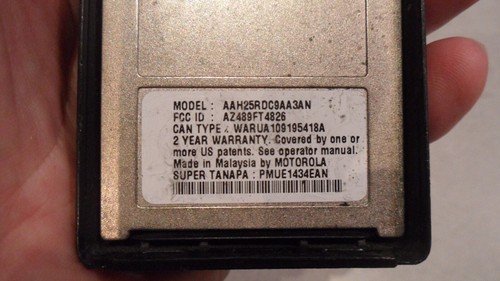 MODEL : AAH25RDC9AA3AN
FCC ID : AZ489FT4826
CAN TYPE : WARUA109195418A
2 YEAR WARRANTY. Covered by one or
more US patents. See operator manual.
Made in Malaysia by MOTOROLA
SUPER TANAPA : PMUE1434EAN